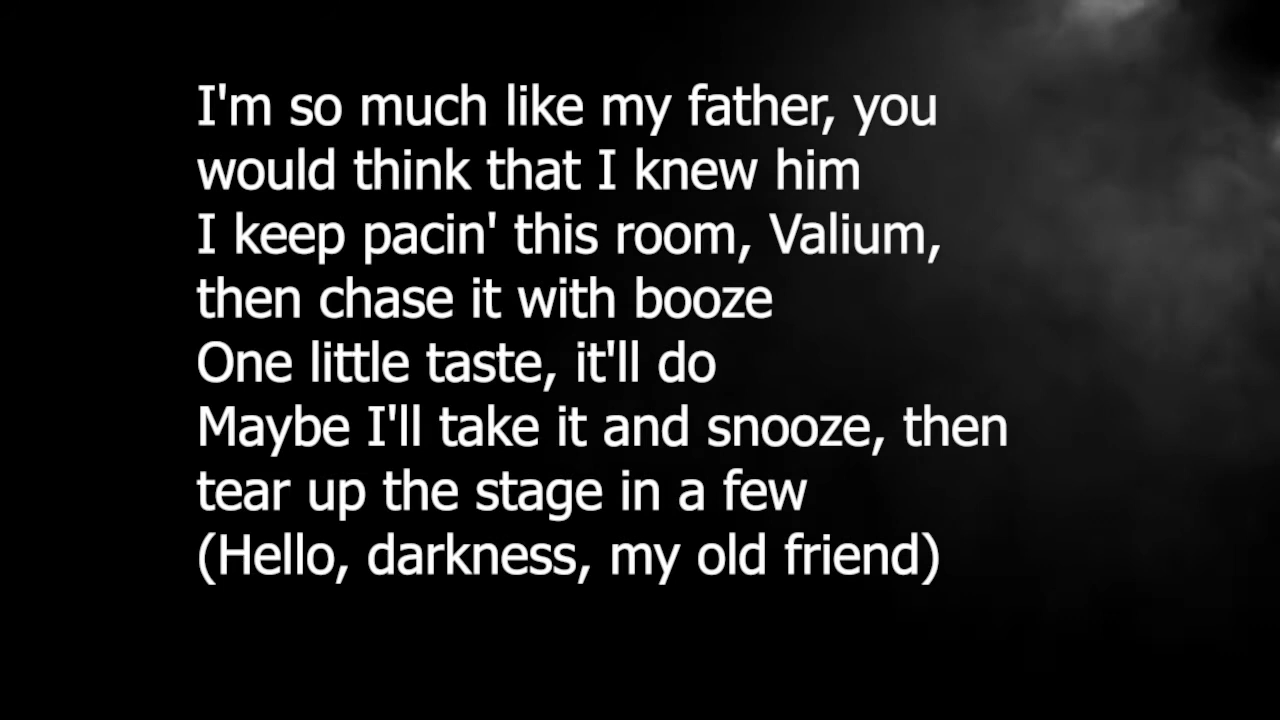 I'm so much like my father, you
would think that I knew him
I keep pacin' this room, Valium,
then chase it with booze
One little taste, it'll do
Maybe I'll take it and snooze, then
tear up the stage in a few
(Hello, darkness, my old friend)